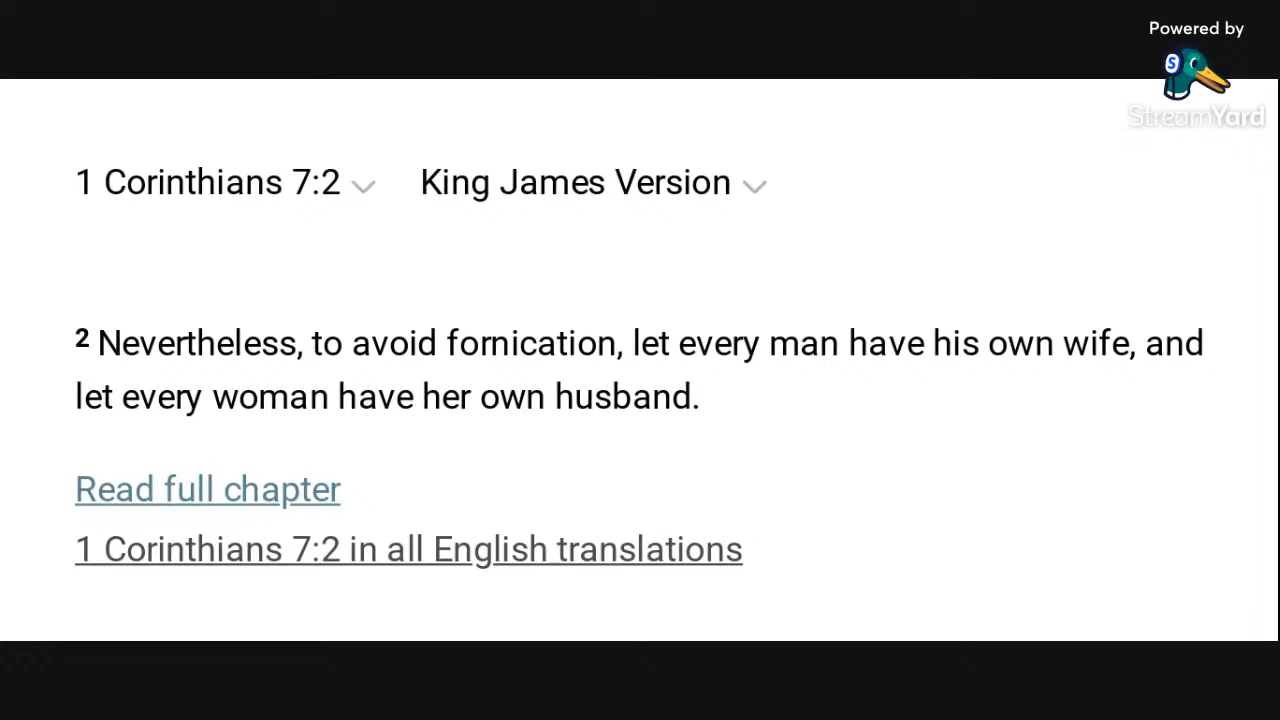 Powered by
S
StreamYard
1 Corinthians 7:2 King James Version
2 Nevertheless, to avoid fornication, let every man have his own wife, and
let every woman have her own husband.
Read full chapter
1 Corinthians 7:2 in all English translations